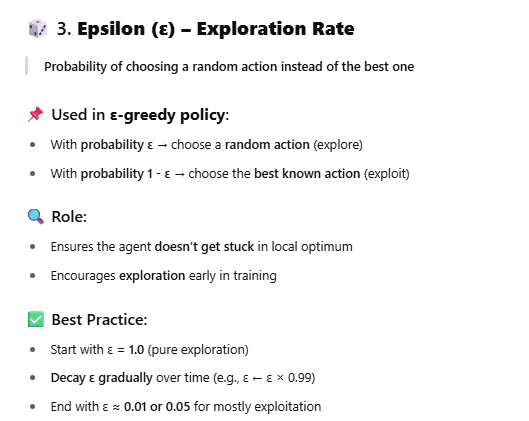 🎲 3. Epsilon (ε) – Exploration Rate
Probability of choosing a random action instead of the best one
📌 Used in ε-greedy policy:
• With probability ε → choose a random action (explore)
• With probability 1 - ε → choose the best known action (exploit)
🔍 Role:
• Ensures the agent doesn't get stuck in local optimum
• Encourages exploration early in training
✅ Best Practice:
• Start with ε = 1.0 (pure exploration)
• Decay ε gradually over time (e.g., ε ← ε × 0.99)
• End with ε ≈ 0.01 or 0.05 for mostly exploitation